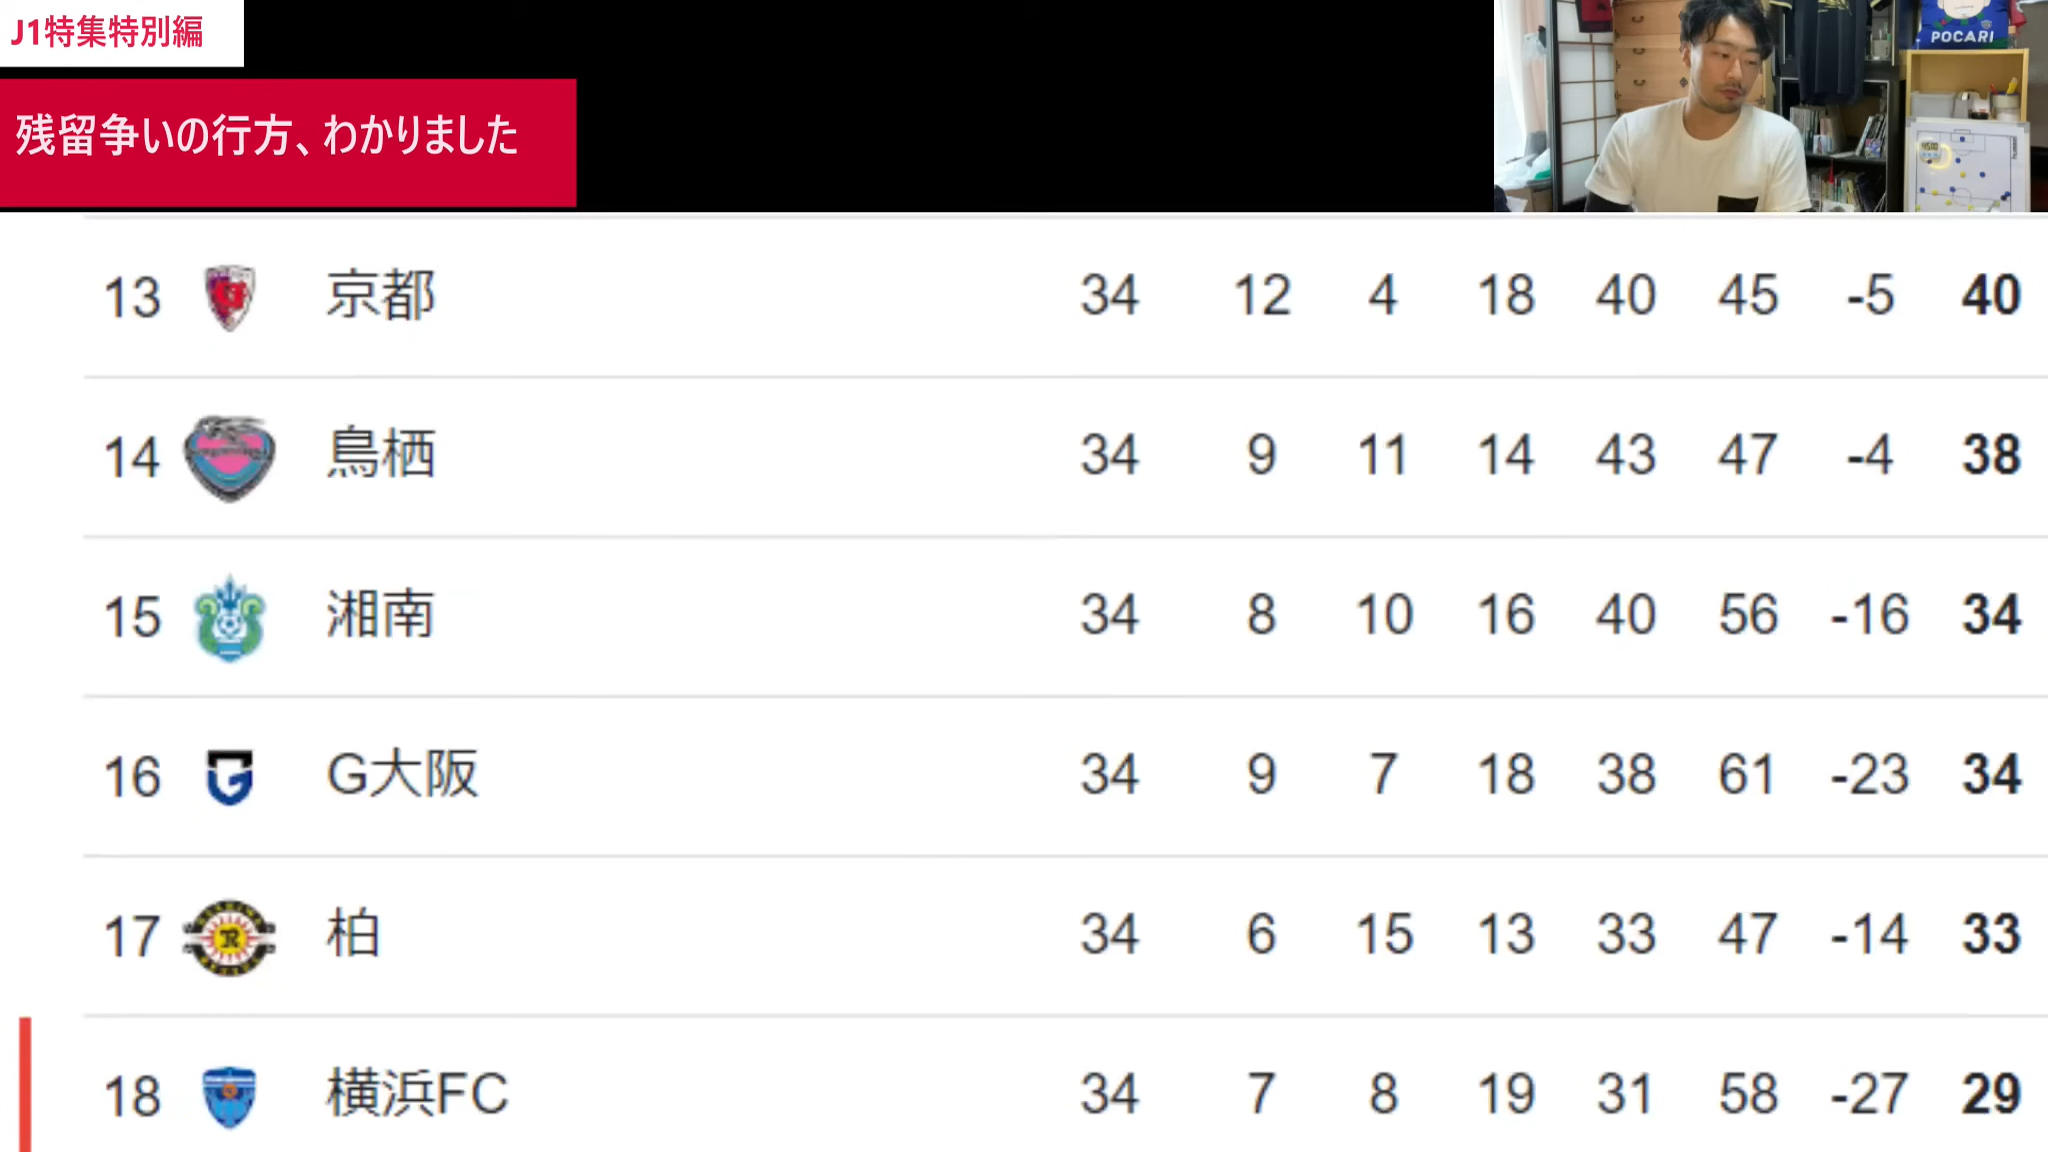 J1特集特別編
残留争いの行方、わかりました
POCARI
13 京都 34 12 4 18 40 45 -5 40
14 鳥栖 34 9 11 14 43 47 -4 38
15 湘南 34 8 10 16 40 56 -16 34
16 G大阪 34 9 7 18 38 61 -23 34
17 柏 34 6 15 13 33 47 -14 33
18 横浜FC 34 7 8 19 31 58 -27 29